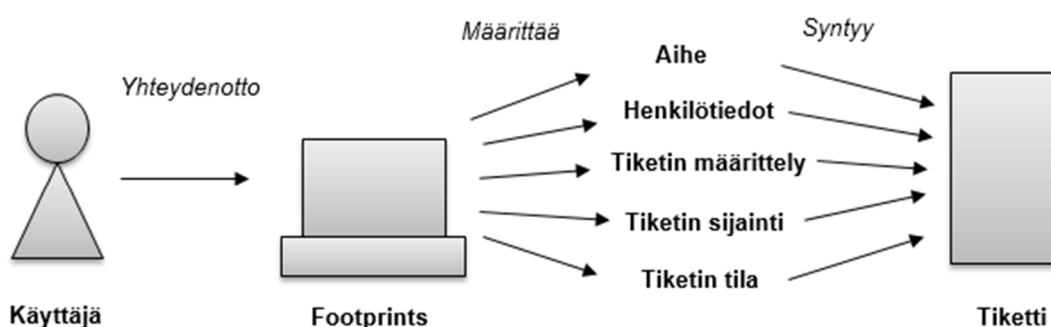 Määrittää
Syntyy
Aihe
Yhteydenotto
Henkilötiedot
Tiketin määrittely
Tiketin sijainti
Tiketin tila
Käyttäjä
Footprints
Tiketti